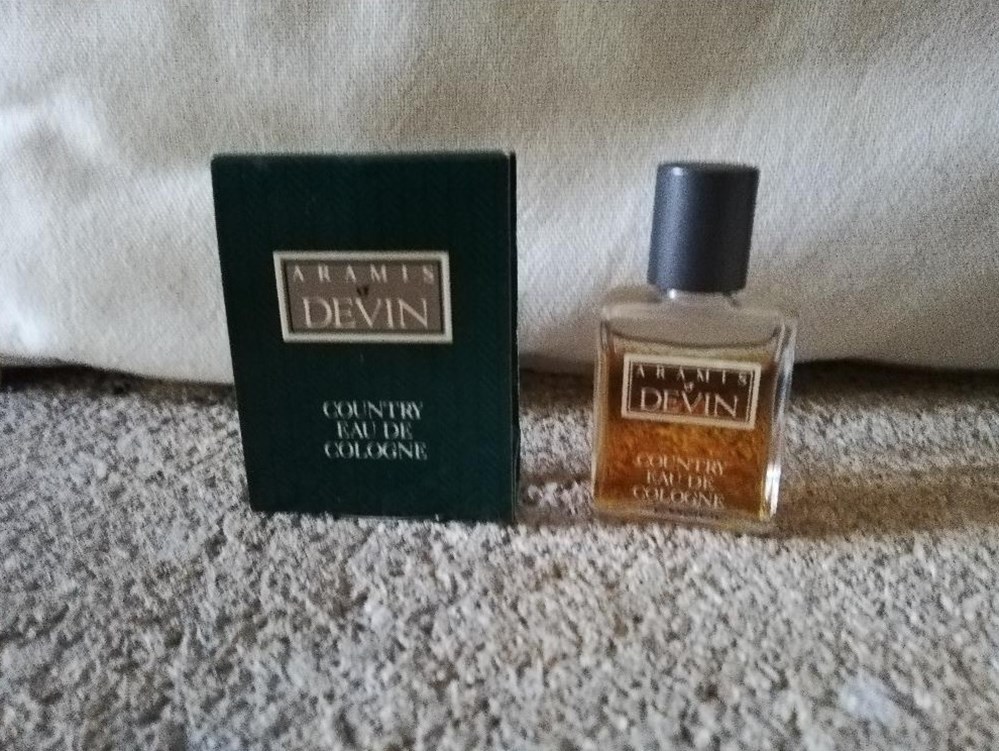 ARAMIS
DEVIN
COUNTRY
EAU DE
COLOGNE
ARAMIS
DEVIN
COUNTRY
EAU DE
COLOGNE